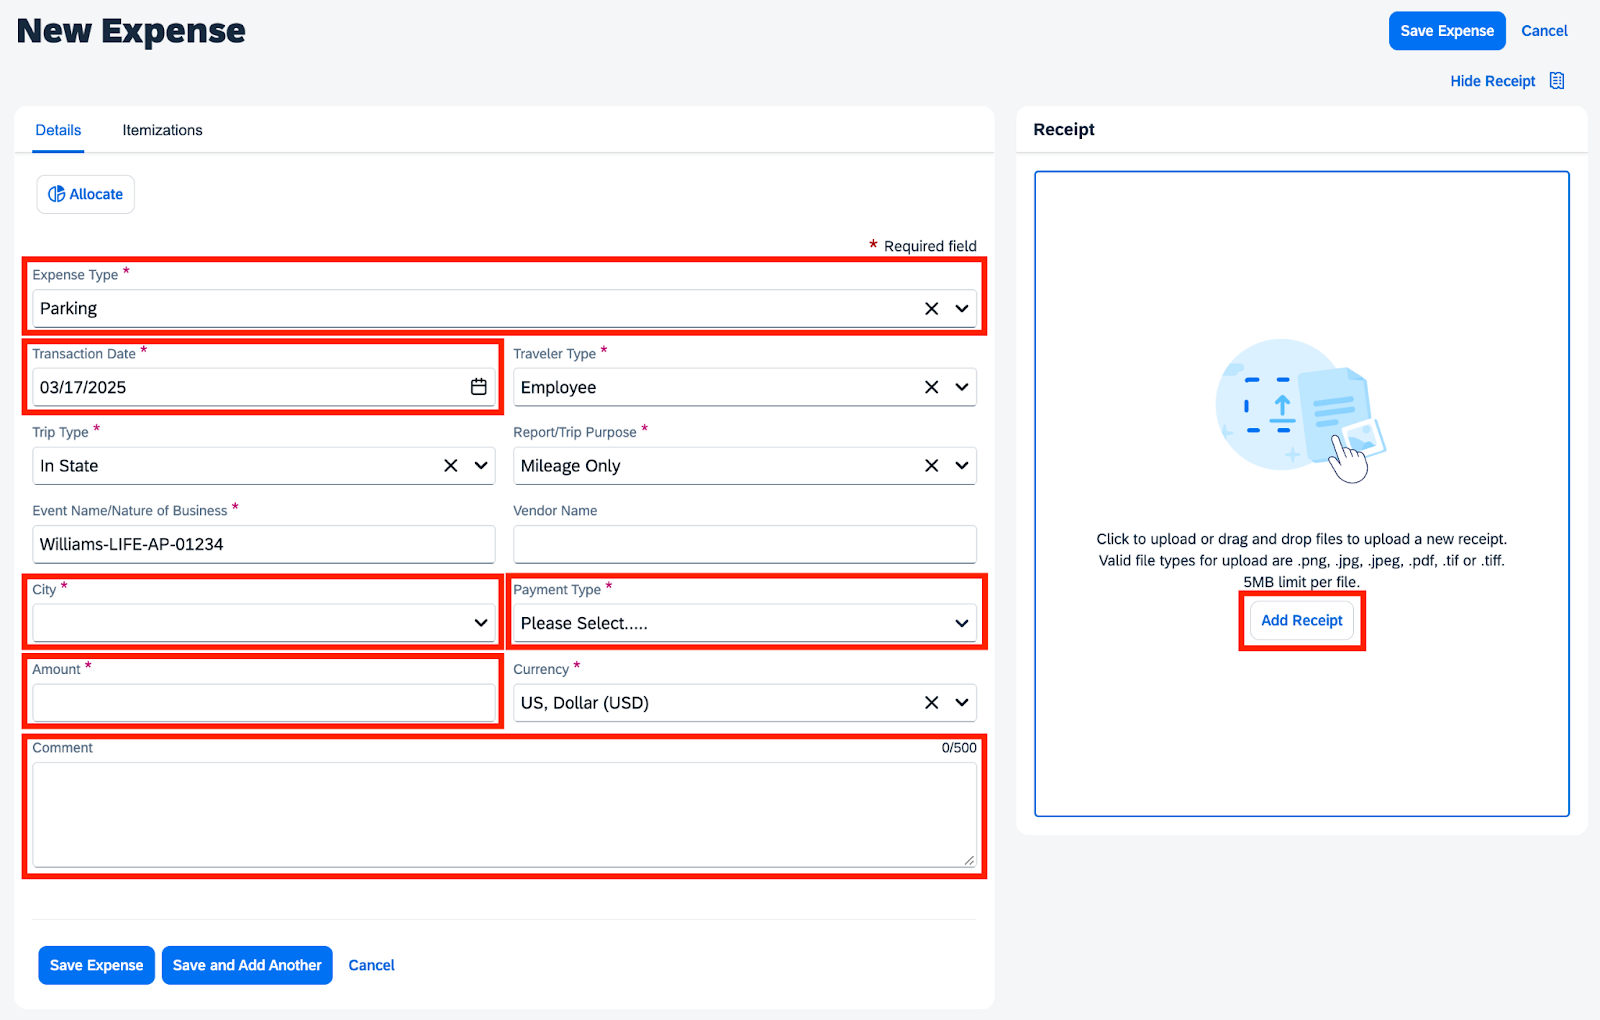 New Expense
Save Expense Cancel
Hide Receipt
Details Itemizations
Allocate
* Required field
Expense Type *
Parking
Transaction Date * Traveler Type *
03/17/2025 Employee
Trip Type * Report/Trip Purpose *
In State Mileage Only
Event Name/Nature of Business * Vendor Name
Williams-LIFE-AP-01234
City * Payment Type *
Please Select.....
Amount * Currency *
US, Dollar (USD)
Comment 0/500
Save Expense Save and Add Another Cancel
Receipt
Click to upload or drag and drop files to upload a new receipt.
Valid file types for upload are .png, .jpg, .jpeg, .pdf, .tif or .tiff.
5MB limit per file.
Add Receipt